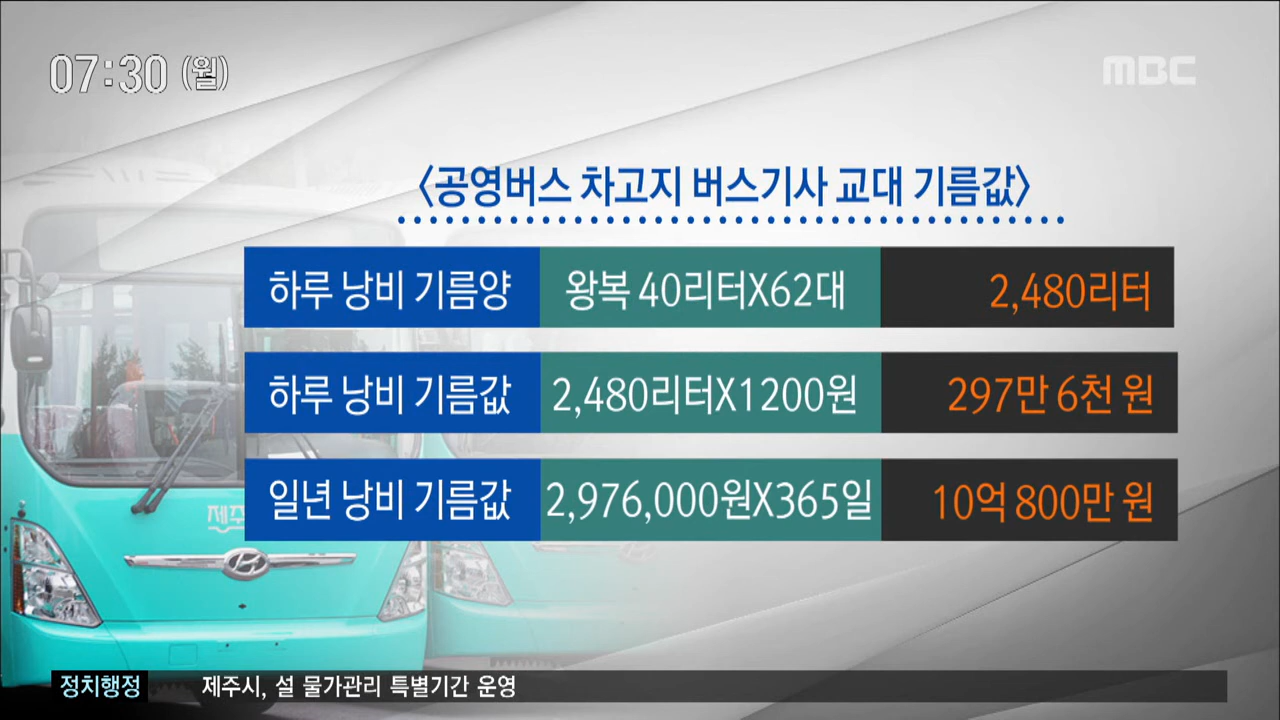 07:30 (월)
MBC
〈공영버스 차고지 버스기사 교대 기름값〉
하루 낭비 기름양 왕복 40리터X62대 2,480리터
하루 낭비 기름값 2,480리터X1200원 297만 6천 원
일년 낭비 기름값 2,976,000원X365일 10억 800만 원
제주
정치행정 제주시, 설 물가관리 특별기간 운영